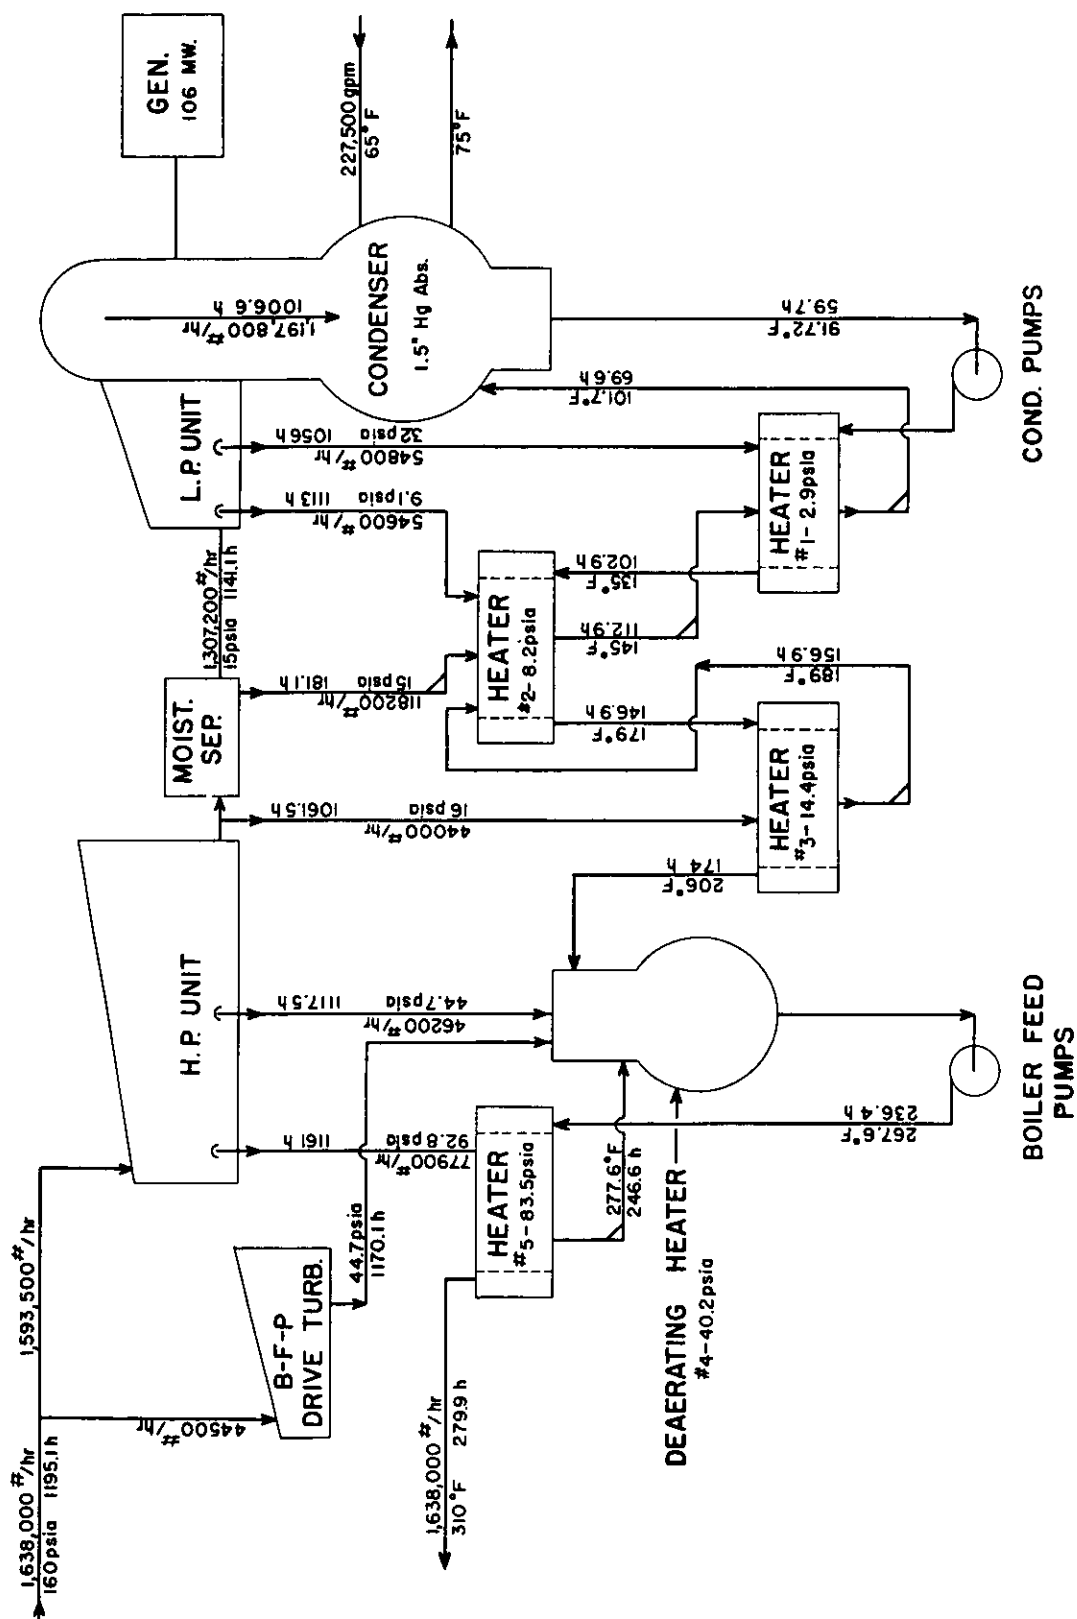 1,638,000 #/hr
160 psia 1195.1 h
1,593,500 #/hr
44500 #/hr
B-F-P
DRIVE TURB.
44.7 psia
1170.1 h
H.P. UNIT
1161 h
92.8 psia
77900 #/hr
1117.5 h
44.7 psia
46200 #/hr
1061.5 h
16 psia
44000 #/hr
MOIST.
SEP.
1,307,200 #/hr
15 psia 1141.1 h
181.1 h
15 psia
118200 #/hr
L.P. UNIT
1113 h
9.1 psia
54600 #/hr
1056 h
32 psia
54800 #/hr
GEN.
106 MW.
1006.6 h
1,197,800 #/hr
CONDENSER
1.5" Hg Abs.
227,500 gpm
65°F
75°F
59.7 h
91.72°F
COND. PUMPS
69.6 h
101.7°F
HEATER
#1-2.9 psia
102.9 h
135°F
112.9 h
145°F
HEATER
#2-8.2 psia
146.9 h
179°F
156.9 h
189°F
HEATER
#3-14.4 psia
174 h
206°F
DEAERATING HEATER
#4-40.2 psia
BOILER FEED
PUMPS
236.4 h
267.6°F
277.6°F
246.6 h
HEATER
#5-83.5 psia
1,638,000 #/hr
310°F 279.9 h